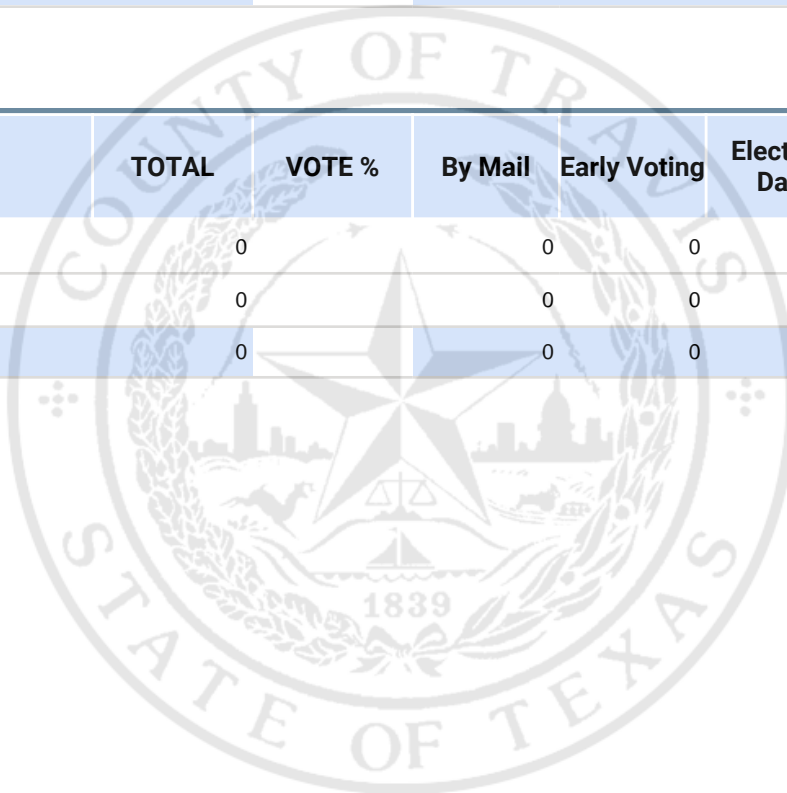 COUNTY OF TRAVIS
TOTAL VOTE % By Mail Early Voting
0 0 0
0 0 0
0 0 0
1839
STATE OF TEXAS